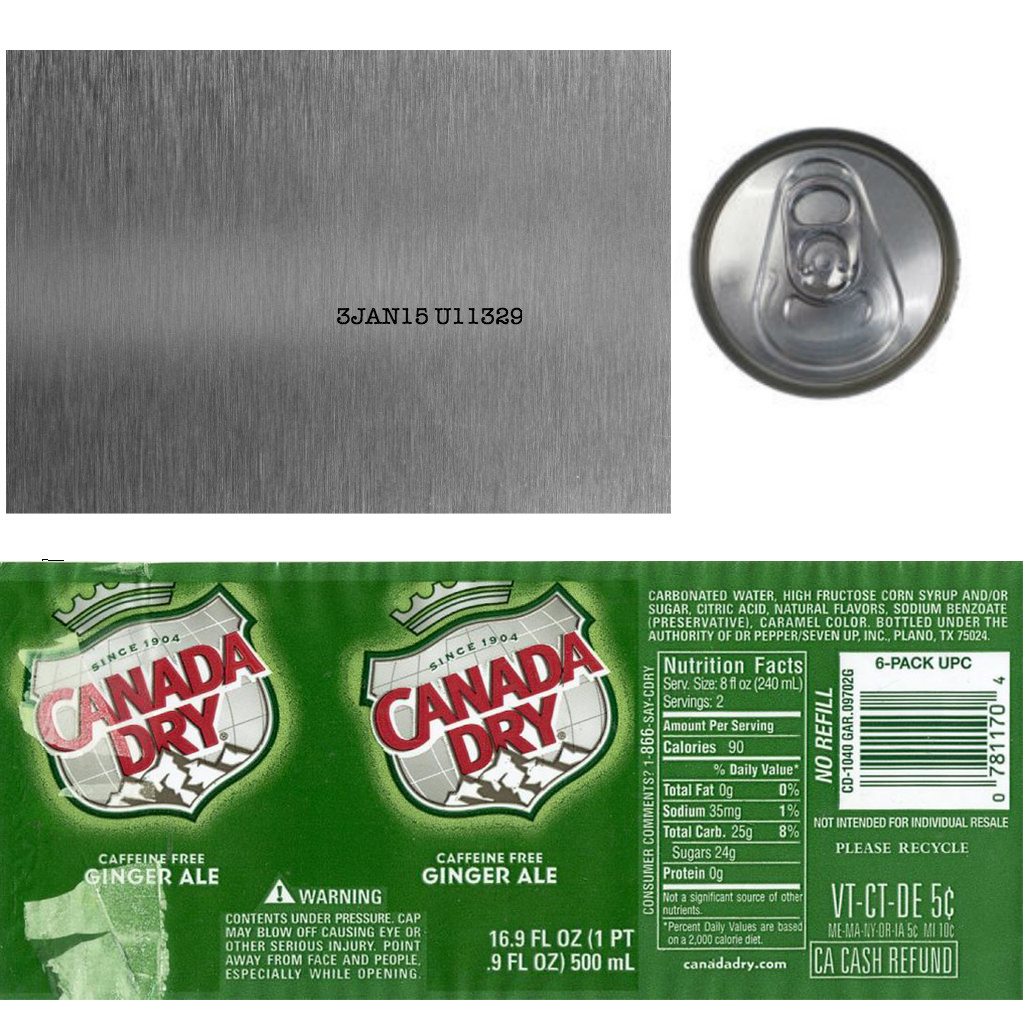 3JAN15 U11329
SINCE 1904
CANADA
DRY®
CAFFEINE FREE
GINGER ALE
WARNING
CONTENTS UNDER PRESSURE. CAP
MAY BLOW OFF CAUSING EYE OR
OTHER SERIOUS INJURY. POINT
AWAY FROM FACE AND PEOPLE,
ESPECIALLY WHILE OPENING.
SINCE 1904
CANADA
DRY®
CAFFEINE FREE
GINGER ALE
16.9 FL OZ (1 PT
.9 FL OZ) 500 mL
CARBONATED WATER, HIGH FRUCTOSE CORN SYRUP AND/OR
SUGAR, CITRIC ACID, NATURAL FLAVORS, SODIUM BENZOATE
(PRESERVATIVE), CARAMEL COLOR. BOTTLED UNDER THE
AUTHORITY OF DR PEPPER/SEVEN UP, INC., PLANO, TX 75024.
CONSUMER COMMENTS? 1-866-SAY-CDRY
Nutrition Facts
Serv. Size: 8 fl oz (240 mL)
Servings: 2
Amount Per Serving
Calories 90
% Daily Value*
Total Fat 0g 0%
Sodium 35mg 1%
Total Carb. 25g 8%
Sugars 24g
Protein 0g
Not a significant source of other
nutrients.
*Percent Daily Values are based
on a 2,000 calorie diet.
canadadry.com
NO REFILL
CD-1040 GAR.09702G
6-PACK UPC
0 781170 4
NOT INTENDED FOR INDIVIDUAL RESALE
PLEASE RECYCLE
VT-CT-DE 5¢
ME-MA-NY-OR-IA 5¢ MI 10¢
CA CASH REFUND